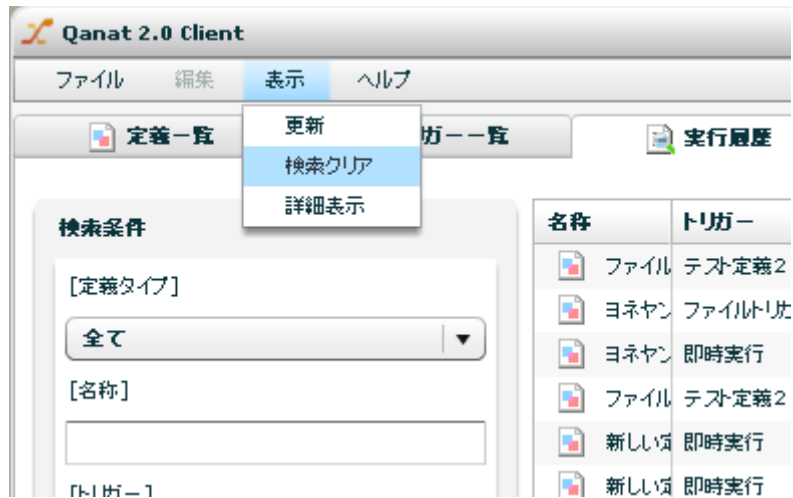 Qanat 2.0 Client
ファイル 編集 表示 ヘルプ
定義一覧 ガー一覧 実行履歴
更新
検索クリア
詳細表示
検索条件
[定義タイプ]
全て
[名称]
[トリガー]
名称 トリガー
ファイル テスト定義2
ヨネヤン ファイルトリガ
ヨネヤン 即時実行
ファイル テスト定義2
新しい定 即時実行
新しい定 即時実行